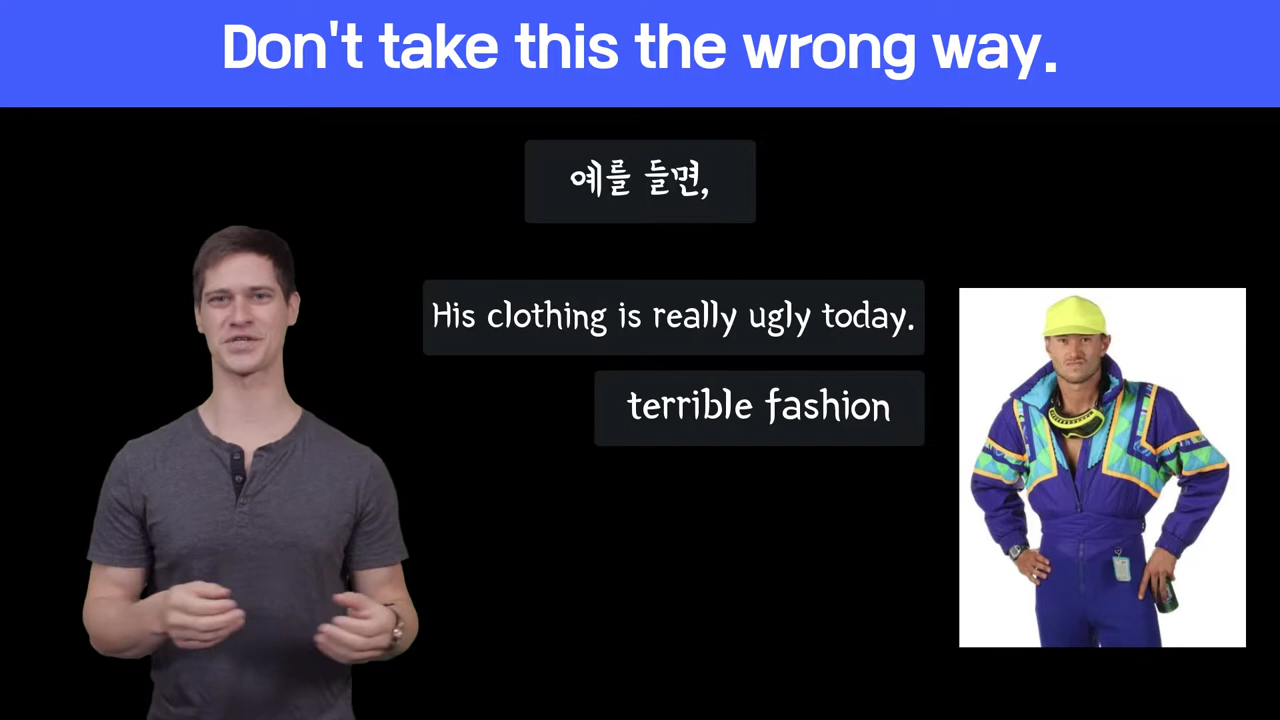 Don't take this the wrong way.
예를 들면,
His clothing is really ugly today.
terrible fashion